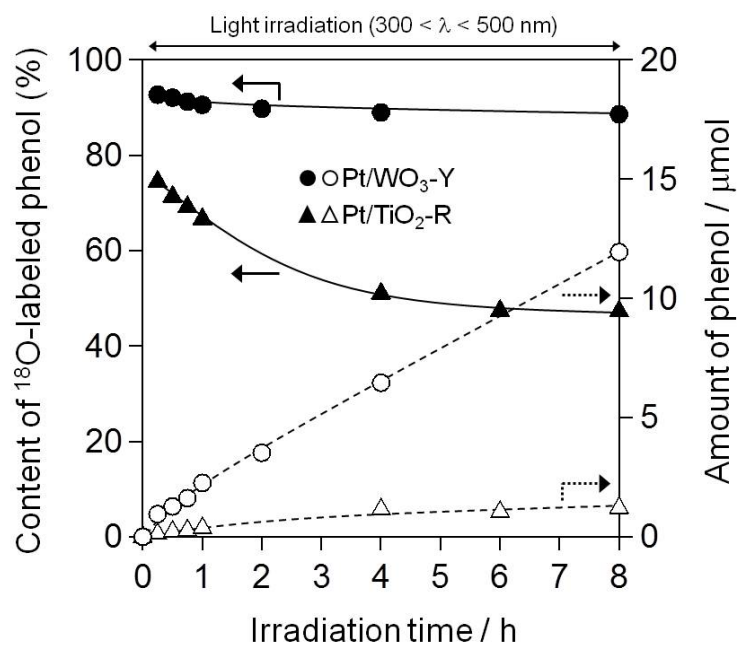 Light irradiation (300 < λ < 500 nm)
100
80
60
40
20
0
Content of ¹⁸O-labeled phenol (%)
Pt/WO₃-Y
Pt/TiO₂-R
20
15
10
5
0
Amount of phenol / μmol
0 1 2 3 4 5 6 7 8
Irradiation time / h